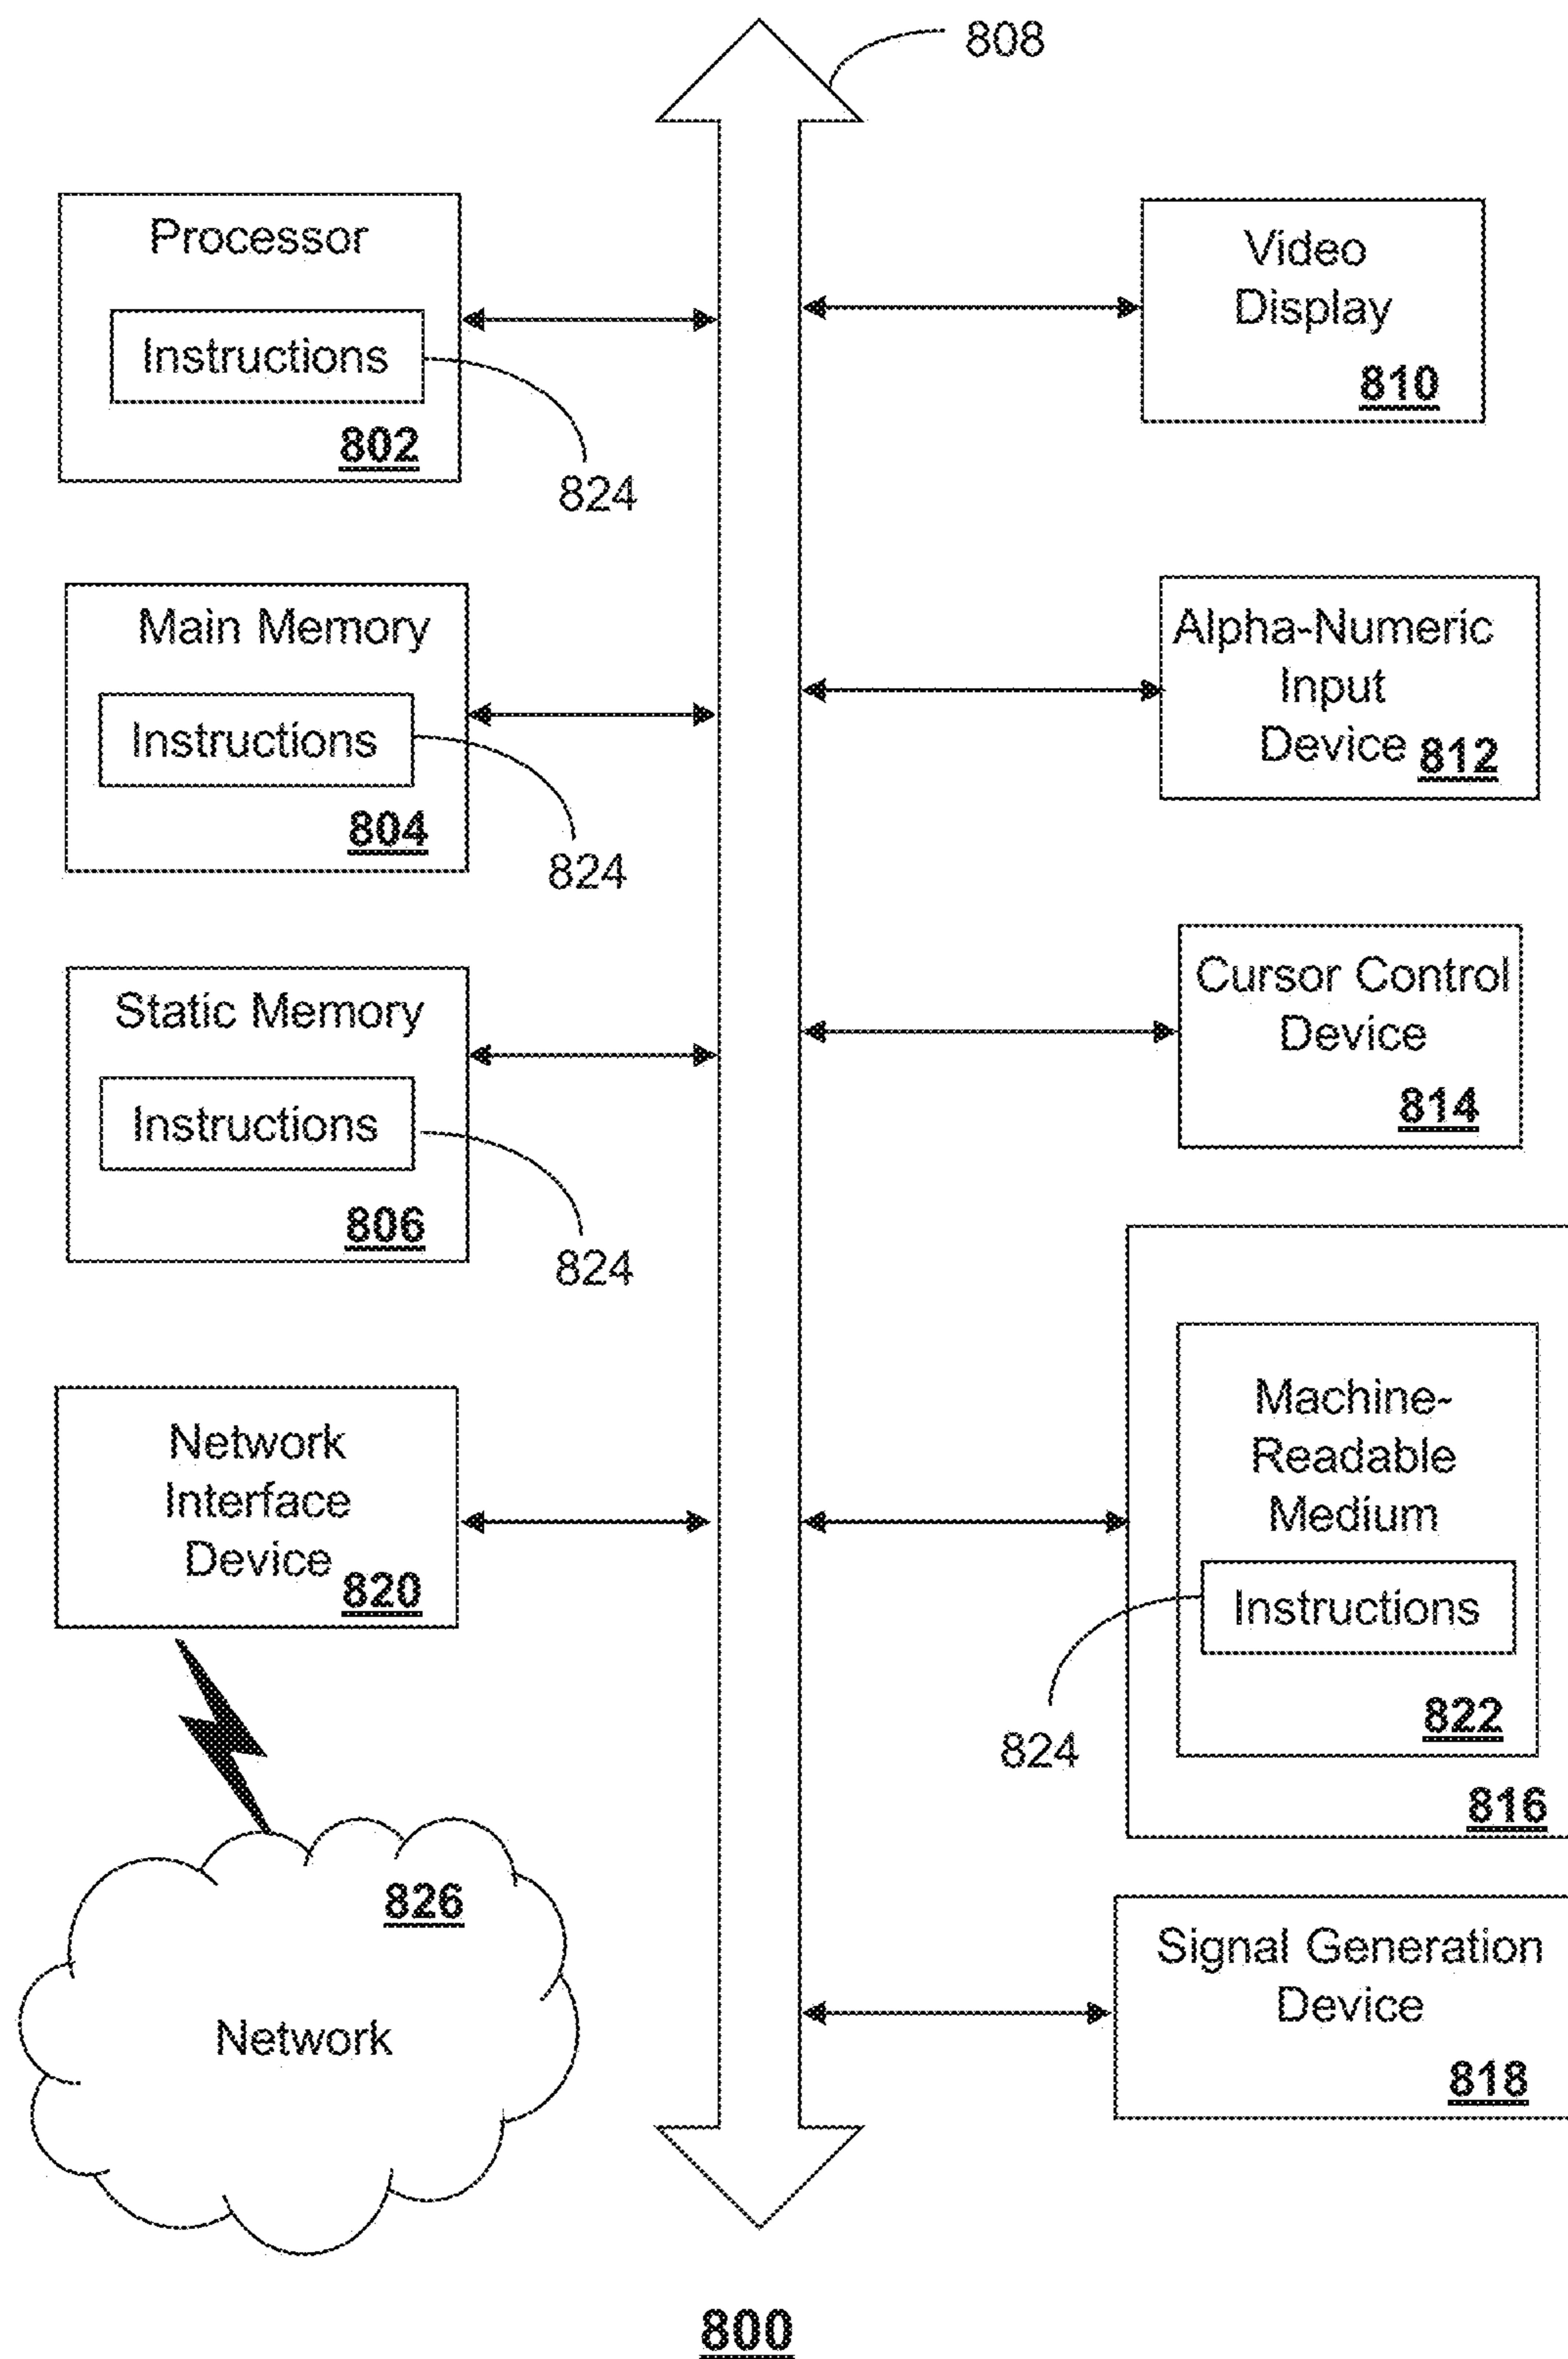 808
Processor
Instructions
802
824
Main Memory
Instructions
804
824
Static Memory
Instructions
806
824
Network
Interface
Device
820
826
Network
Video
Display
810
Alpha-Numeric
Input
Device 812
Cursor Control
Device
814
Machine-
Readable
Medium
Instructions
822
824
816
Signal Generation
Device
818
800